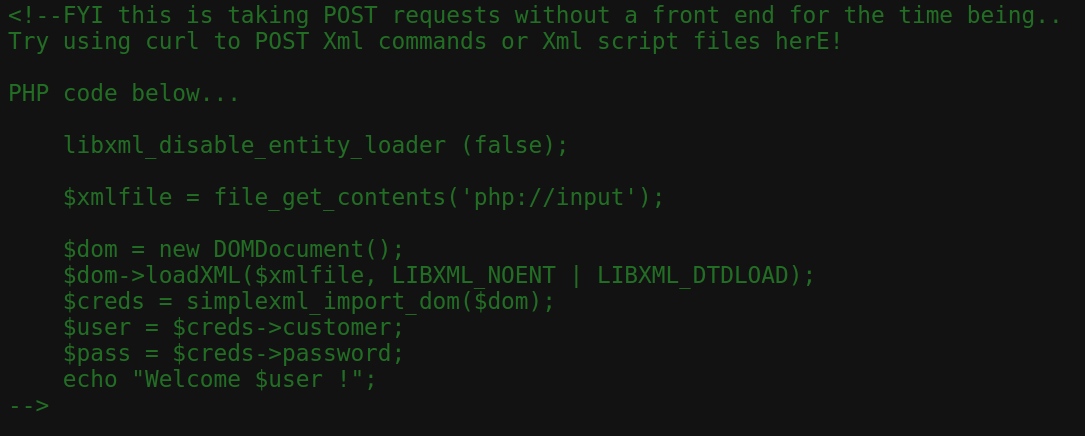 <!--FYI this is taking POST requests without a front end for the time being..
Try using curl to POST Xml commands or Xml script files herE!
PHP code below...
libxml_disable_entity_loader (false);
$xmlfile = file_get_contents('php://input');
$dom = new DOMDocument();
$dom->loadXML($xmlfile, LIBXML_NOENT | LIBXML_DTDLOAD);
$creds = simplexml_import_dom($dom);
$user = $creds->customer;
$pass = $creds->password;
echo "Welcome $user !";
-->